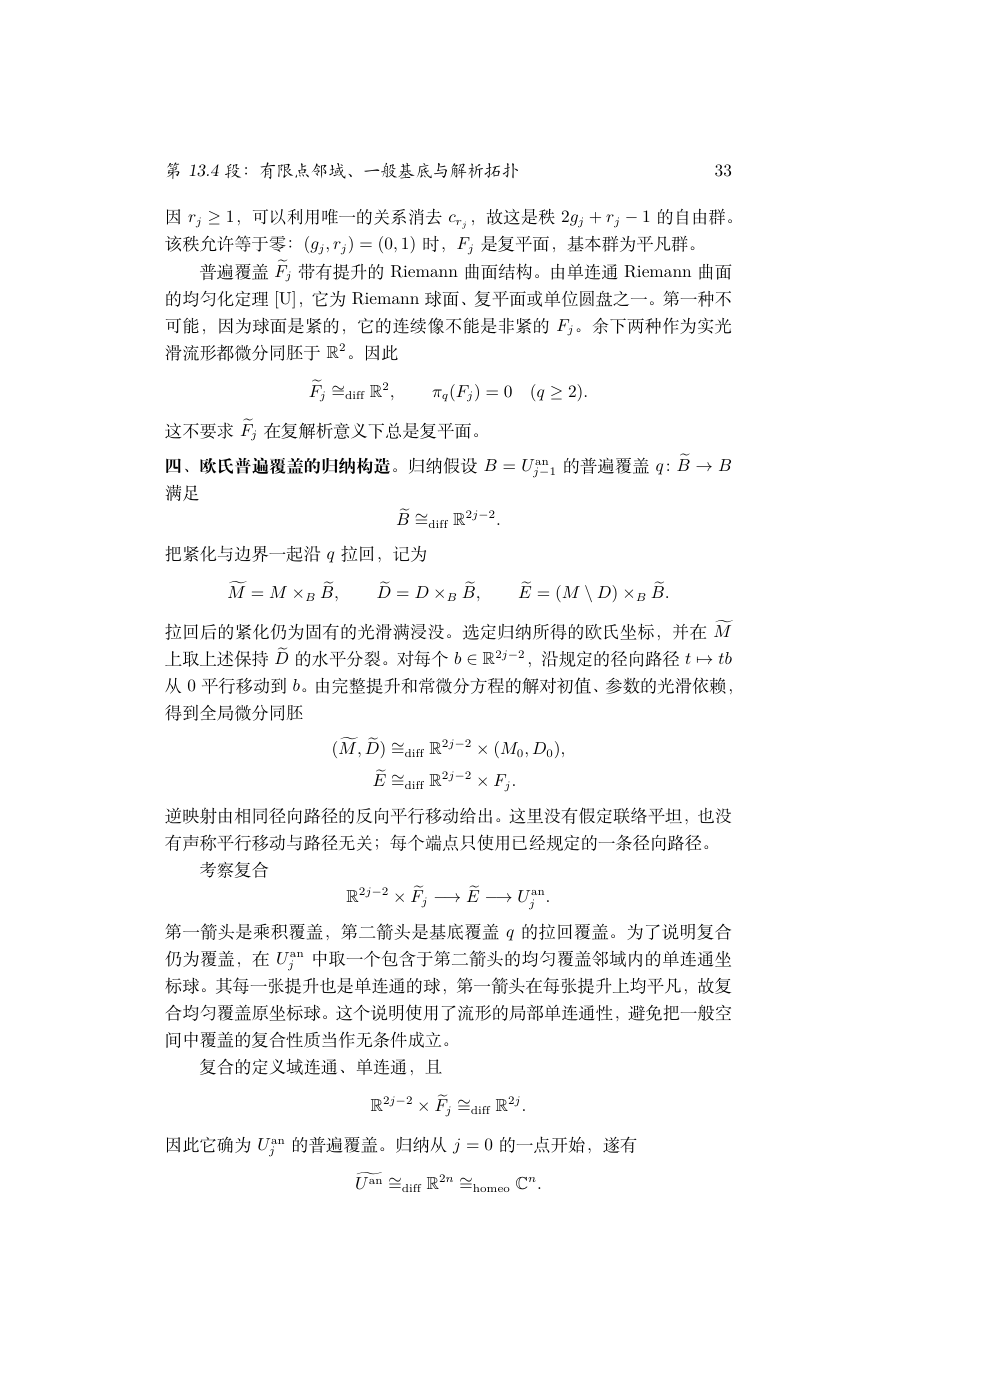 第 13.4 段：有限点邻域、一般基底与解析拓扑 33
因 $r_j \geq 1$，可以利用唯一的关系消去 $c_{r_j}$，故这是秩 $2g_j + r_j - 1$ 的自由群。
该秩允许等于零：$(g_j, r_j) = (0, 1)$ 时，$F_j$ 是复平面，基本群为平凡群。
普遍覆盖 $\widetilde{F}_j$ 带有提升的 Riemann 曲面结构。由单连通 Riemann 曲面
的均匀化定理 [U]，它为 Riemann 球面、复平面或单位圆盘之一。第一种不
可能，因为球面是紧的，它的连续像不能是非紧的 $F_j$。余下两种作为实光
滑流形都微分同胚于 $\mathbb{R}^2$。因此
$\widetilde{F}_j \cong_{\mathrm{diff}} \mathbb{R}^2, \quad \pi_q(F_j) = 0 \quad (q \geq 2).$
这不要求 $\widetilde{F}_j$ 在复解析意义下总是复平面。
四、欧氏普遍覆盖的归纳构造。归纳假设 $B = U_{j-1}^{\mathrm{an}}$ 的普遍覆盖 $q: \widetilde{B} \to B$
满足
$\widetilde{B} \cong_{\mathrm{diff}} \mathbb{R}^{2j-2}.$
把紧化与边界一起沿 $q$ 拉回，记为
$\widetilde{M} = M \times_B \widetilde{B}, \quad \widetilde{D} = D \times_B \widetilde{B}, \quad \widetilde{E} = (M \setminus D) \times_B \widetilde{B}.$
拉回后的紧化仍为固有的光滑满浸没。选定归纳所得的欧氏坐标，并在 $\widetilde{M}$
上取上述保持 $\widetilde{D}$ 的水平分裂。对每个 $b \in \mathbb{R}^{2j-2}$，沿规定的径向路径 $t \mapsto tb$
从 0 平行移动到 $b$。由完整提升和常微分方程的解对初值、参数的光滑依赖，
得到全局微分同胚
$(\widetilde{M}, \widetilde{D}) \cong_{\mathrm{diff}} \mathbb{R}^{2j-2} \times (M_0, D_0),$
$\widetilde{E} \cong_{\mathrm{diff}} \mathbb{R}^{2j-2} \times F_j.$
逆映射由相同径向路径的反向平行移动给出。这里没有假定联络平坦，也没
有声称平行移动与路径无关；每个端点只使用已经规定的一条径向路径。
考察复合
$\mathbb{R}^{2j-2} \times \widetilde{F}_j \longrightarrow \widetilde{E} \longrightarrow U_j^{\mathrm{an}}.$
第一箭头是乘积覆盖，第二箭头是基底覆盖 $q$ 的拉回覆盖。为了说明复合
仍为覆盖，在 $U_j^{\mathrm{an}}$ 中取一个包含于第二箭头的均匀覆盖邻域内的单连通坐
标球。其每一张提升也是单连通的球，第一箭头在每张提升上均平凡，故复
合均匀覆盖原坐标球。这个说明使用了流形的局部单连通性，避免把一般空
间中覆盖的复合性质当作无条件成立。
复合的定义域连通、单连通，且
$\mathbb{R}^{2j-2} \times \widetilde{F}_j \cong_{\mathrm{diff}} \mathbb{R}^{2j}.$
因此它确为 $U_j^{\mathrm{an}}$ 的普遍覆盖。归纳从 $j = 0$ 的一点开始，遂有
$\widetilde{U^{\mathrm{an}}} \cong_{\mathrm{diff}} \mathbb{R}^{2n} \cong_{\mathrm{homeo}} \mathbb{C}^n.$